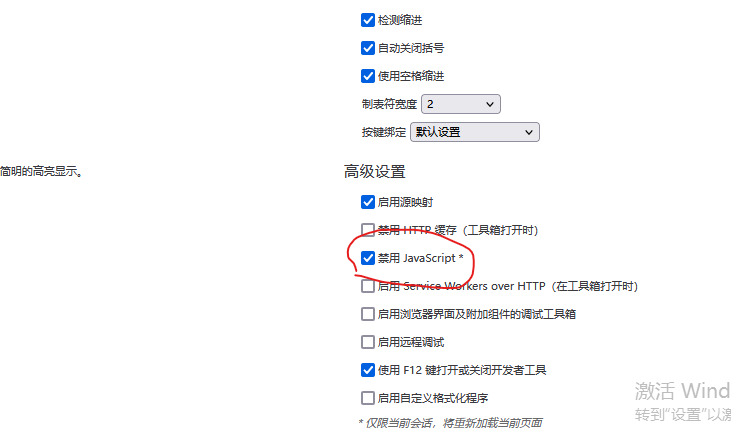 检测缩进
自动关闭括号
使用空格缩进
制表符宽度 2
按键绑定 默认设置
简明的高亮显示。
高级设置
启用源映射
禁用 HTTP 缓存（工具箱打开时）
禁用 JavaScript *
启用 Service Workers over HTTP（在工具箱打开时）
启用浏览器界面及附加组件的调试工具箱
启用远程调试
使用 F12 键打开或关闭开发者工具
激活 Wind
启用自定义格式化程序
转到“设置”以激
* 仅限当前会话，将重新加载当前页面